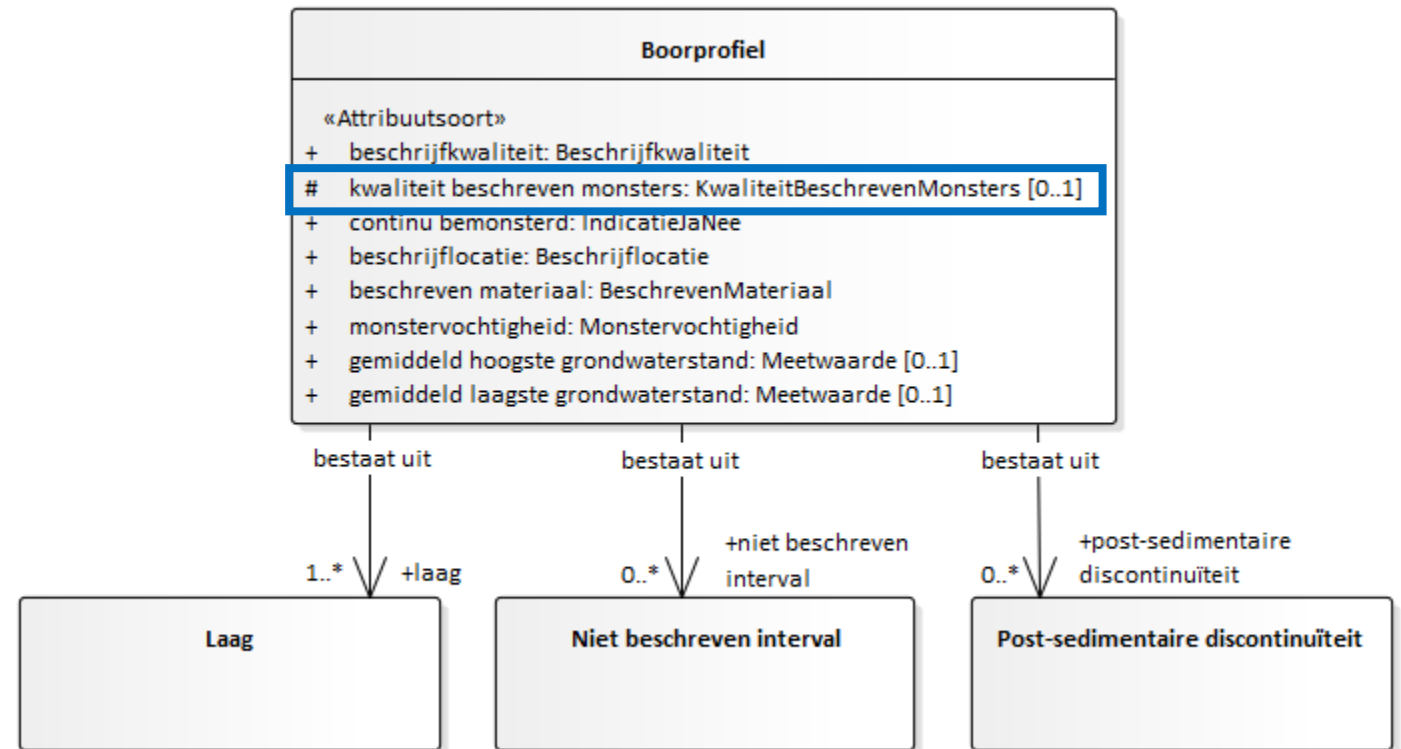 Boorprofiel
«Attribuutsoort»
+ beschrijfkwaliteit: Beschrijfkwaliteit
# kwaliteit beschreven monsters: KwaliteitBeschrevenMonsters [0..1]
+ continu bemonsterd: IndicatieJaNee
+ beschrijflocatie: Beschrijflocatie
+ beschreven materiaal: BeschrevenMateriaal
+ monstervochtigheid: Monstervochtigheid
+ gemiddeld hoogste grondwaterstand: Meetwaarde [0..1]
+ gemiddeld laagste grondwaterstand: Meetwaarde [0..1]
bestaat uit
bestaat uit
bestaat uit
1..* +laag
0..* +niet beschreven
interval
0..* +post-sedimentaire
discontinuïteit
Laag
Niet beschreven interval
Post-sedimentaire discontinuïteit